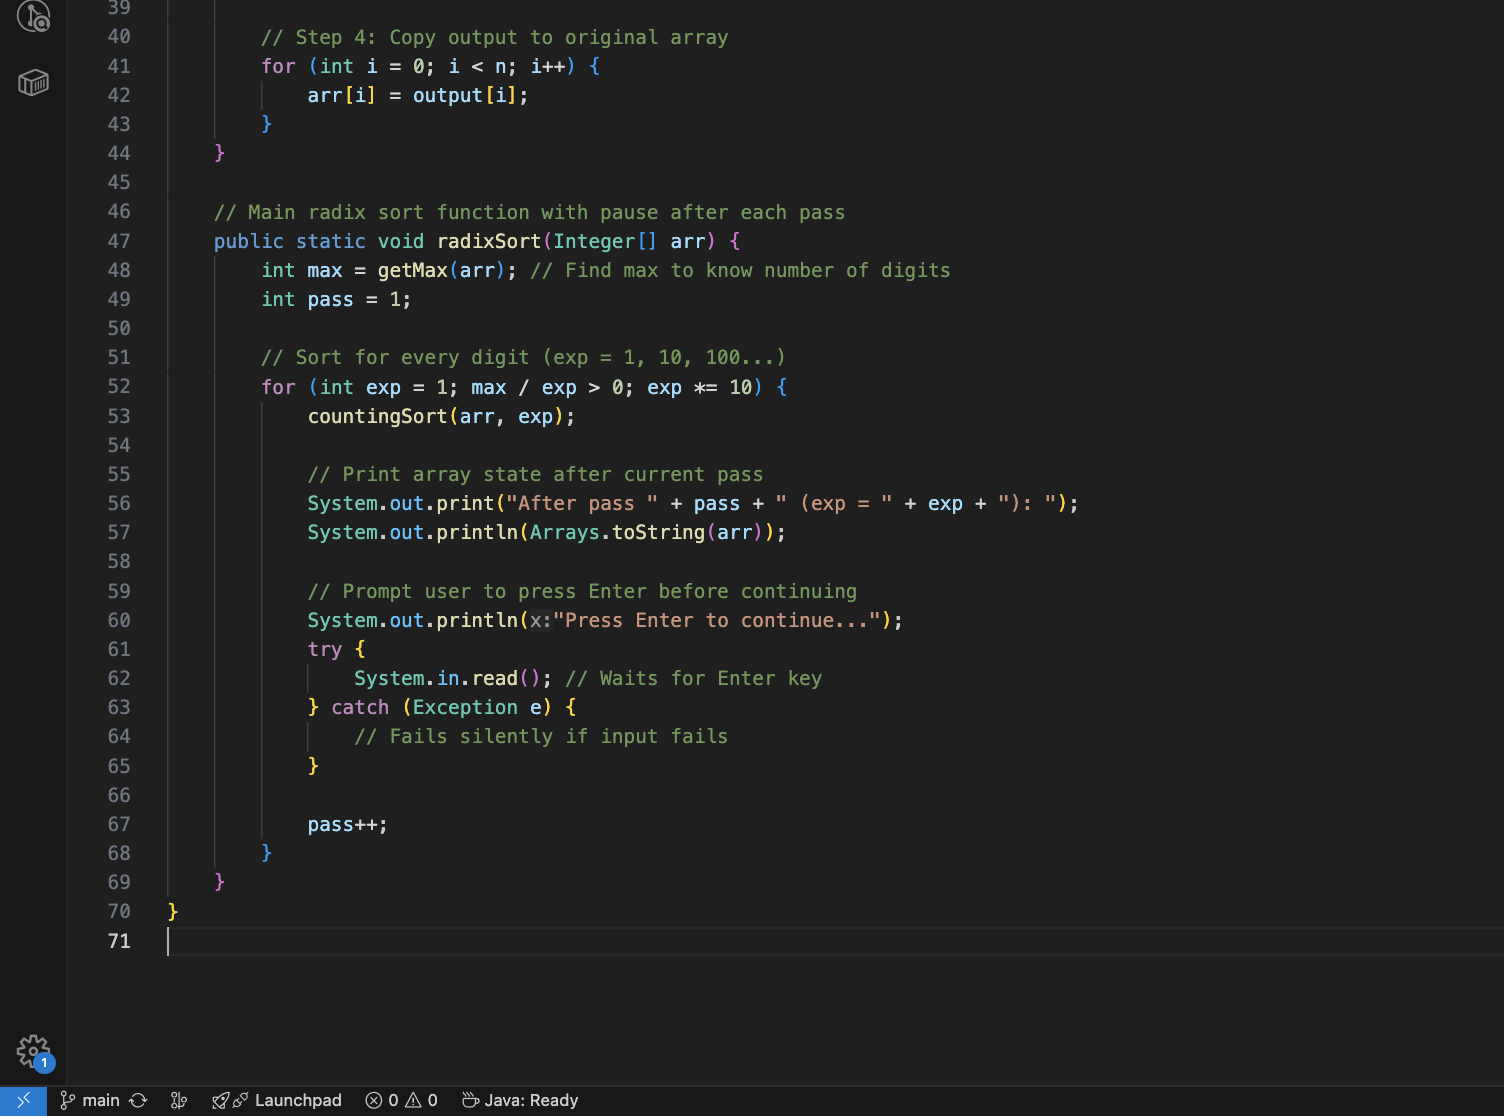 39
40 // Step 4: Copy output to original array
41 for (int i = 0; i < n; i++) {
42 arr[i] = output[i];
43 }
44 }
45
46 // Main radix sort function with pause after each pass
47 public static void radixSort(Integer[] arr) {
48 int max = getMax(arr); // Find max to know number of digits
49 int pass = 1;
50
51 // Sort for every digit (exp = 1, 10, 100...)
52 for (int exp = 1; max / exp > 0; exp *= 10) {
53 countingSort(arr, exp);
54
55 // Print array state after current pass
56 System.out.print("After pass " + pass + " (exp = " + exp + "): ");
57 System.out.println(Arrays.toString(arr));
58
59 // Prompt user to press Enter before continuing
60 System.out.println(x:"Press Enter to continue...");
61 try {
62 System.in.read(); // Waits for Enter key
63 } catch (Exception e) {
64 // Fails silently if input fails
65 }
66
67 pass++;
68 }
69 }
70 }
71
1
main Launchpad 0 0 Java: Ready